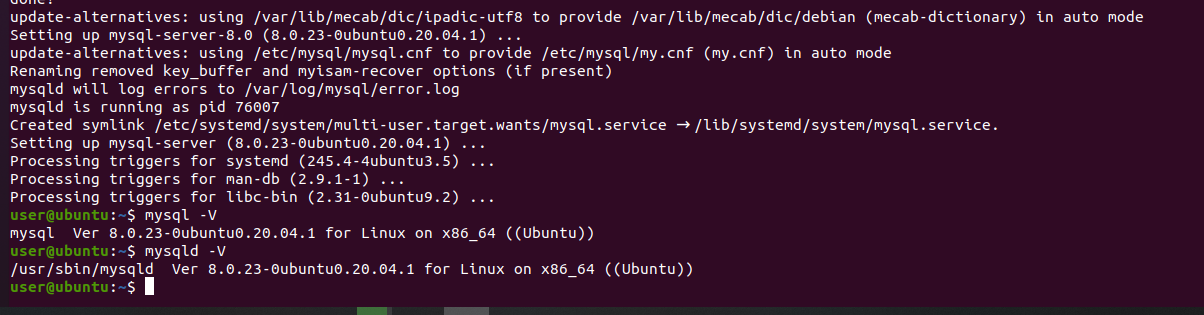 done!
update-alternatives: using /var/lib/mecab/dic/ipadic-utf8 to provide /var/lib/mecab/dic/debian (mecab-dictionary) in auto mode
Setting up mysql-server-8.0 (8.0.23-0ubuntu0.20.04.1) ...
update-alternatives: using /etc/mysql/mysql.cnf to provide /etc/mysql/my.cnf (my.cnf) in auto mode
Renaming removed key_buffer and myisam-recover options (if present)
mysqld will log errors to /var/log/mysql/error.log
mysqld is running as pid 76007
Created symlink /etc/systemd/system/multi-user.target.wants/mysql.service → /lib/systemd/system/mysql.service.
Setting up mysql-server (8.0.23-0ubuntu0.20.04.1) ...
Processing triggers for systemd (245.4-4ubuntu3.5) ...
Processing triggers for man-db (2.9.1-1) ...
Processing triggers for libc-bin (2.31-0ubuntu9.2) ...
user@ubuntu:~$ mysql -V
mysql  Ver 8.0.23-0ubuntu0.20.04.1 for Linux on x86_64 ((Ubuntu))
user@ubuntu:~$ mysqld -V
/usr/sbin/mysqld  Ver 8.0.23-0ubuntu0.20.04.1 for Linux on x86_64 ((Ubuntu))
user@ubuntu:~$